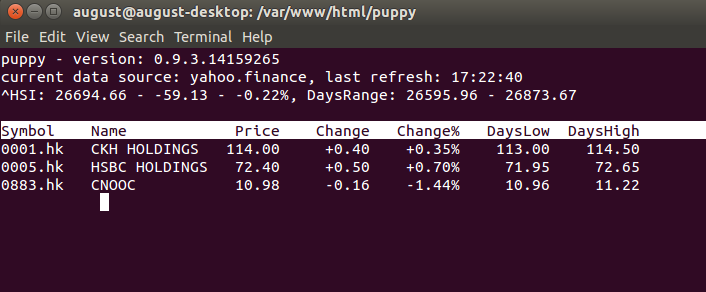 august@august-desktop: /var/www/html/puppy
File Edit View Search Terminal Help
puppy - version: 0.9.3.14159265
current data source: yahoo.finance, last refresh: 17:22:40
^HSI: 26694.66 - -59.13 - -0.22%, DaysRange: 26595.96 - 26873.67
Symbol Name Price Change Change% DaysLow DaysHigh
0001.hk CKH HOLDINGS 114.00 +0.40 +0.35% 113.00 114.50
0005.hk HSBC HOLDINGS 72.40 +0.50 +0.70% 71.95 72.65
0883.hk CNOOC 10.98 -0.16 -1.44% 10.96 11.22